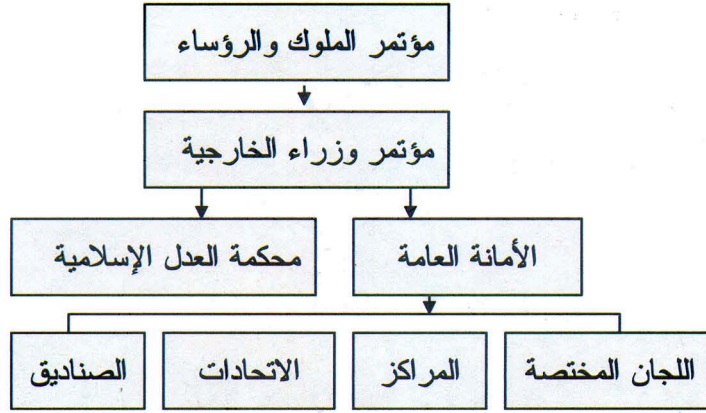 مؤتمر الملوك والرؤساء
مؤتمر وزراء الخارجية
الأمانة العامة
محكمة العدل الإسلامية
اللجان المختصة
المراكز
الاتحادات
الصناديق